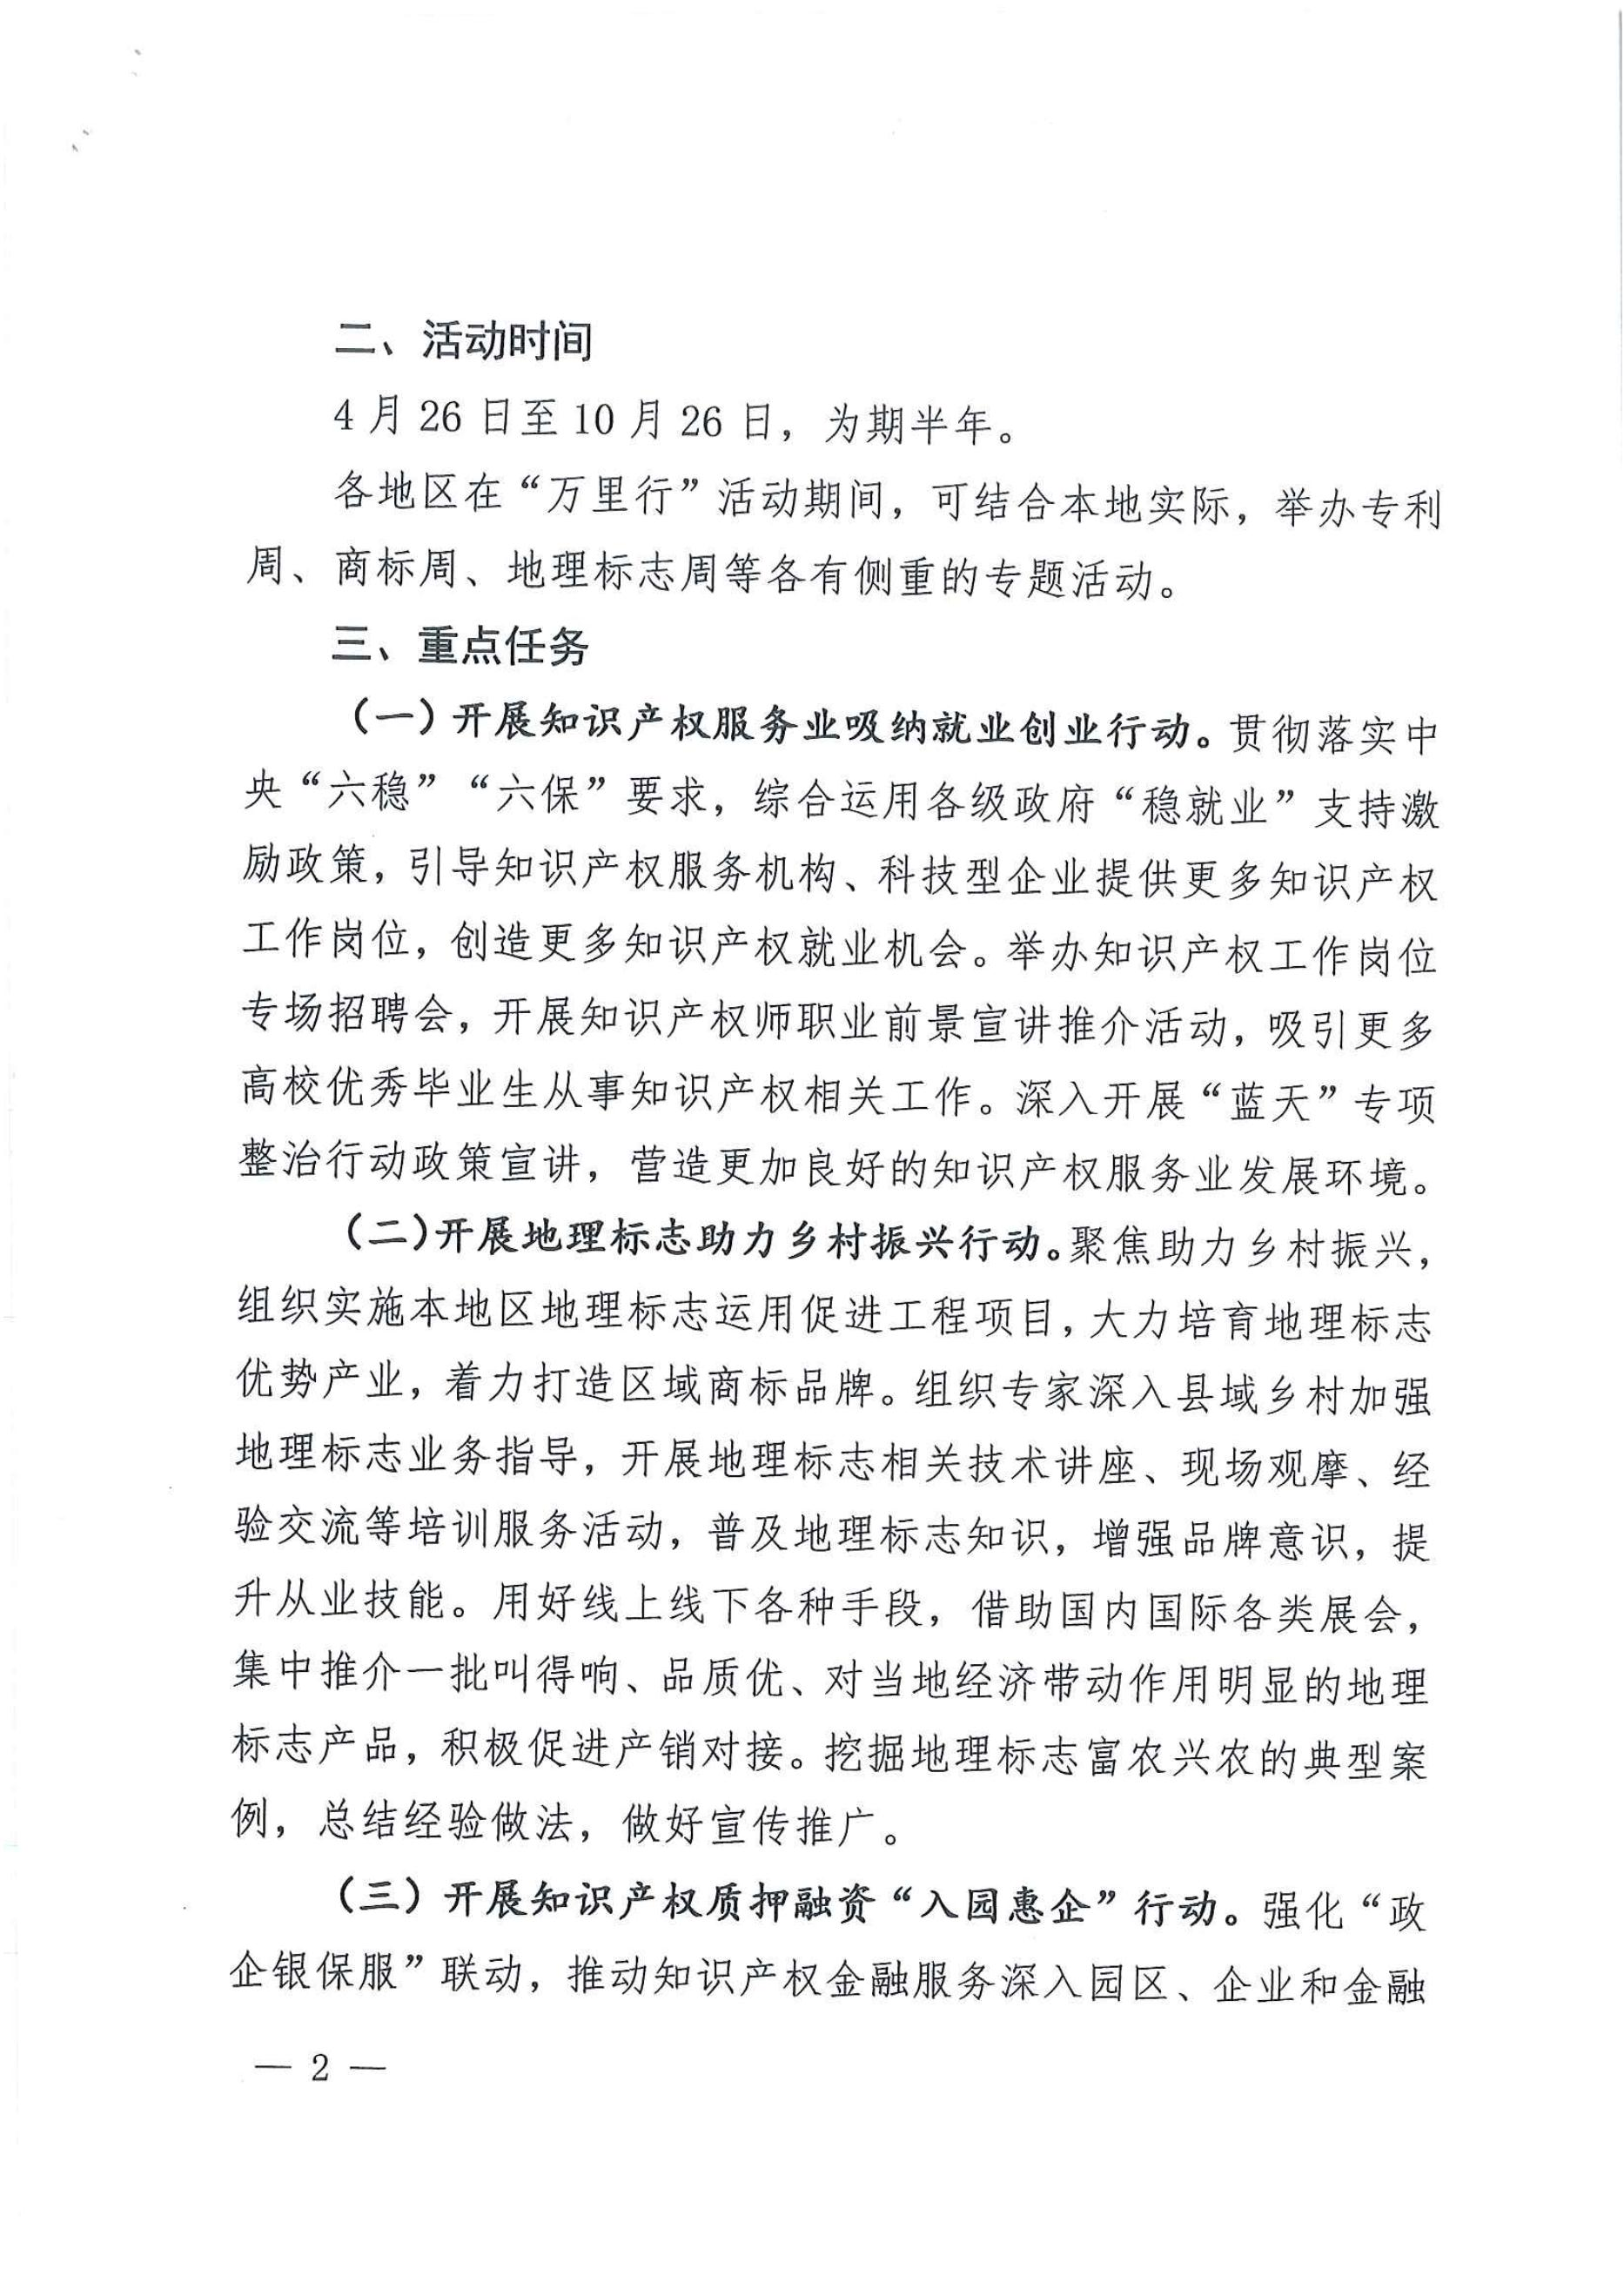 二、活动时间
4 月 26 日至 10 月 26 日，为期半年。
各地区在“万里行”活动期间，可结合本地实际，举办专利
周、商标周、地理标志周等各有侧重的专题活动。
三、重点任务
（一）开展知识产权服务业吸纳就业创业行动。贯彻落实中
央“六稳”“六保”要求，综合运用各级政府“稳就业”支持激
励政策，引导知识产权服务机构、科技型企业提供更多知识产权
工作岗位，创造更多知识产权就业机会。举办知识产权工作岗位
专场招聘会，开展知识产权师职业前景宣讲推介活动，吸引更多
高校优秀毕业生从事知识产权相关工作。深入开展“蓝天”专项
整治行动政策宣讲，营造更加良好的知识产权服务业发展环境。
（二）开展地理标志助力乡村振兴行动。聚焦助力乡村振兴，
组织实施本地区地理标志运用促进工程项目，大力培育地理标志
优势产业，着力打造区域商标品牌。组织专家深入县域乡村加强
地理标志业务指导，开展地理标志相关技术讲座、现场观摩、经
验交流等培训服务活动，普及地理标志知识，增强品牌意识，提
升从业技能。用好线上线下各种手段，借助国内国际各类展会，
集中推介一批叫得响、品质优、对当地经济带动作用明显的地理
标志产品，积极促进产销对接。挖掘地理标志富农兴农的典型案
例，总结经验做法，做好宣传推广。
（三）开展知识产权质押融资“入园惠企”行动。强化“政
企银保服”联动，推动知识产权金融服务深入园区、企业和金融
— 2 —